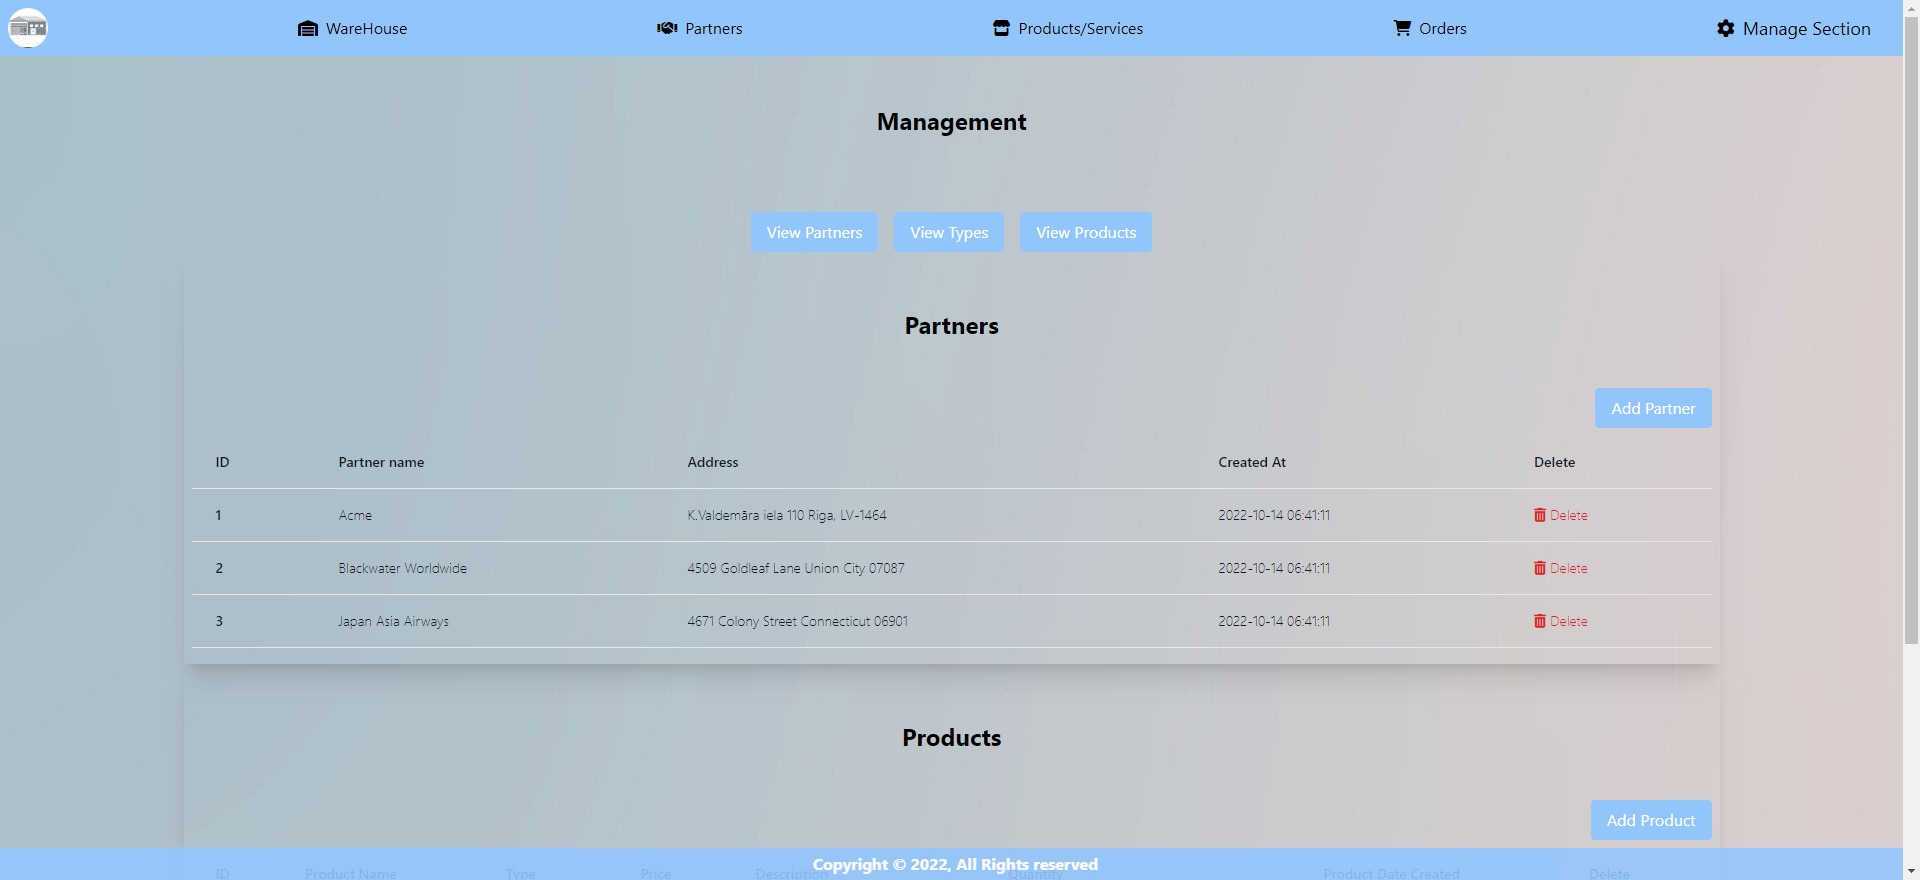 WareHouse Partners Products/Services Orders Manage Section
Management
View Partners View Types View Products
Partners
Add Partner
ID Partner name Address Created At Delete
1 Acme K.Valdemāra iela 110 Riga, LV-1464 2022-10-14 06:41:11 Delete
2 Blackwater Worldwide 4509 Goldleaf Lane Union City 07087 2022-10-14 06:41:11 Delete
3 Japan Asia Airways 4671 Colony Street Connecticut 06901 2022-10-14 06:41:11 Delete
Products
Add Product
Copyright © 2022, All Rights reserved
ID Product Name Type Price Description Quantity Product Date Created Delete